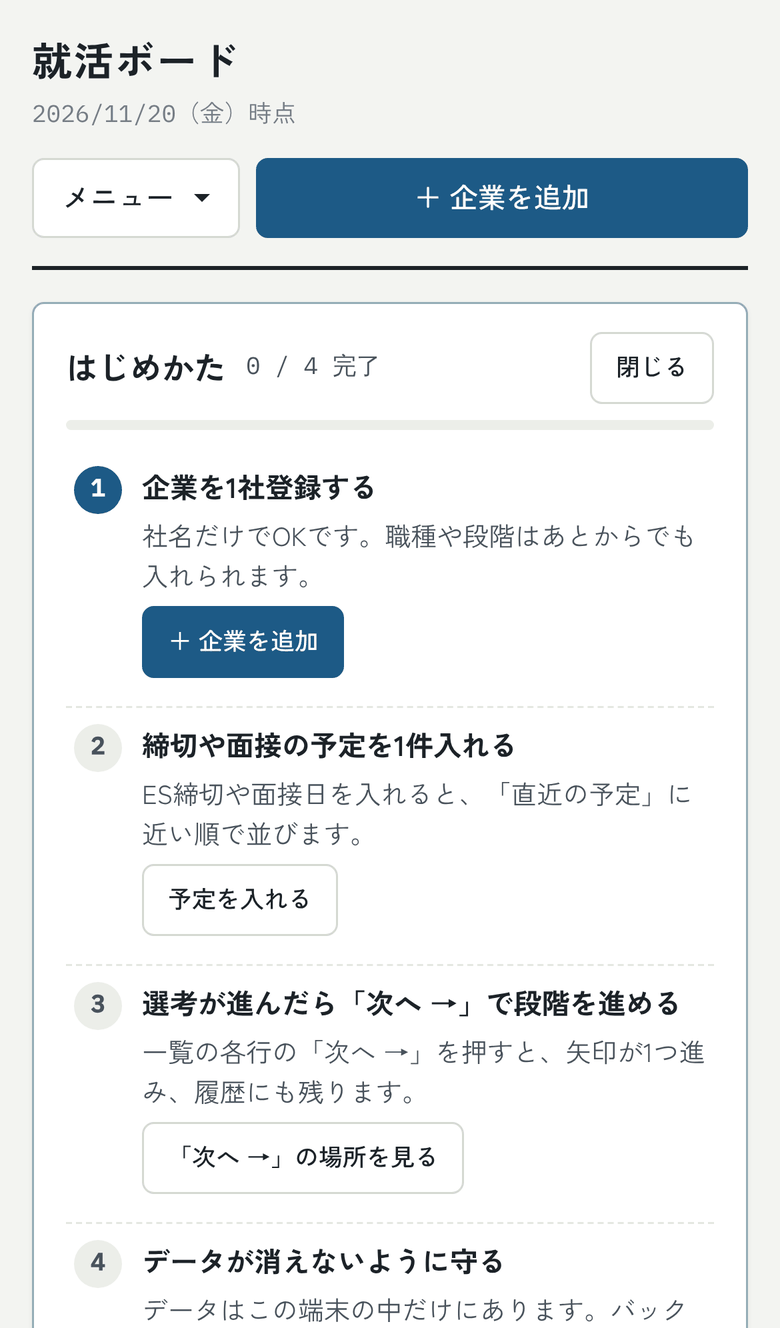 就活ボード
2026/11/20（金）時点
メニュー ▼
＋ 企業を追加
はじめかた 0 / 4 完了
閉じる
1 企業を1社登録する
社名だけでOKです。職種や段階はあとからでも
入れられます。
＋ 企業を追加
2 締切や面接の予定を1件入れる
ES締切や面接日を入れると、「直近の予定」に
近い順で並びます。
予定を入れる
3 選考が進んだら「次へ →」で段階を進める
一覧の各行の「次へ →」を押すと、矢印が1つ進
み、履歴にも残ります。
「次へ →」の場所を見る
4 データが消えないように守る
データはこの端末の中だけにあります。バック